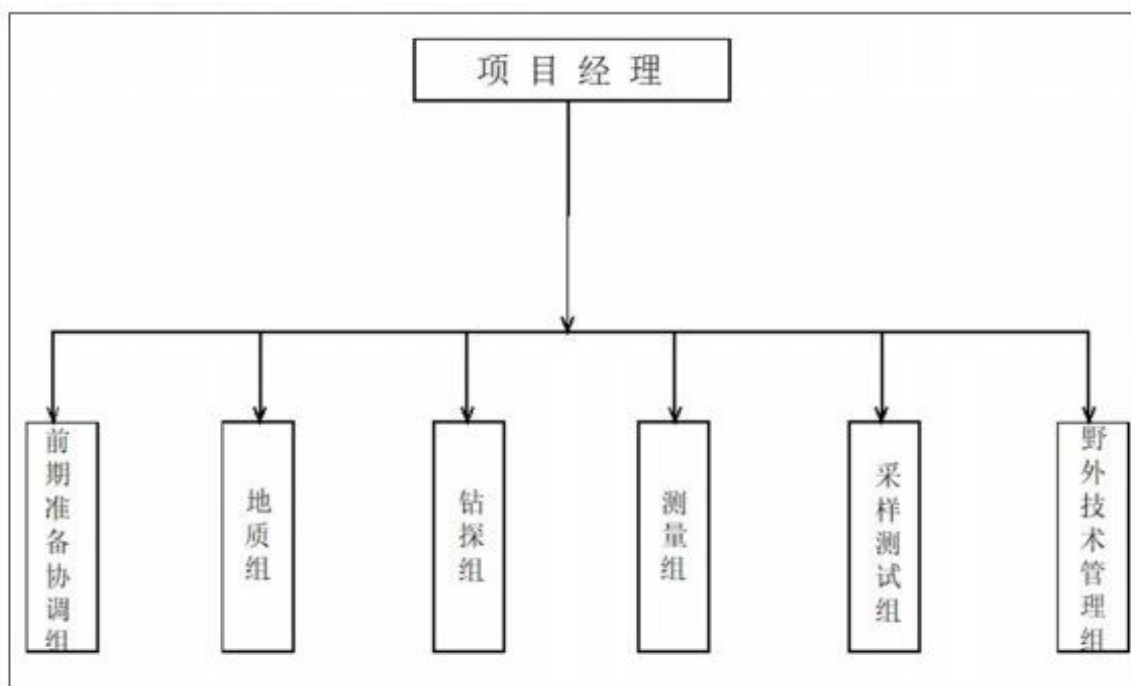 项目经理
前期准备协调组
地质组
钻探组
测量组
采样测试组
野外技术管理组